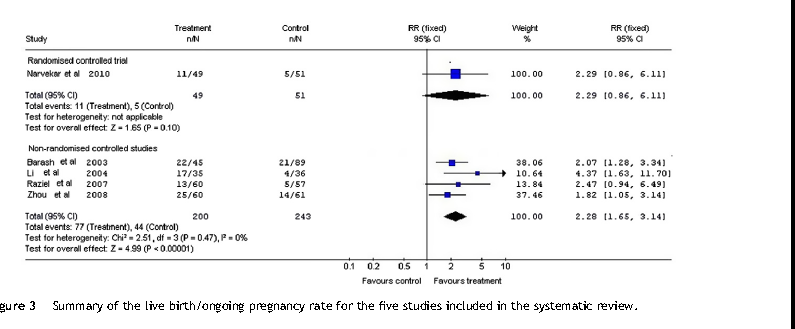 Treatment Control RR (fixed) Weight RR (fixed)
Study n/N n/N 95% CI % 95% CI
Randomised controlled trial
Narvekar et al 2010 11/49 5/51 100.00 2.29 [0.86, 6.11]
Total (95% CI) 49 51 100.00 2.29 [0.86, 6.11]
Total events: 11 (Treatment), 5 (Control)
Test for heterogeneity: not applicable
Test for overall effect: Z = 1.65 (P = 0.10)
Non-randomised controlled studies
Barash et al 2003 22/45 21/89 38.06 2.07 [1.28, 3.34]
Li et al 2004 17/35 4/36 10.64 4.37 [1.63, 11.70]
Raziel et al 2007 13/60 5/57 13.84 2.47 [0.94, 6.49]
Zhou et al 2008 25/60 14/61 37.46 1.82 [1.05, 3.14]
Total (95% CI) 200 243 100.00 2.28 [1.65, 3.14]
Total events: 77 (Treatment), 44 (Control)
Test for heterogeneity: Chi² = 2.51, df = 3 (P = 0.47), I² = 0%
Test for overall effect: Z = 4.99 (P < 0.00001)
0.1 0.2 0.5 1 2 5 10
Favours control Favours treatment
gure 3 Summary of the live birth/ongoing pregnancy rate for the five studies included in the systematic review.